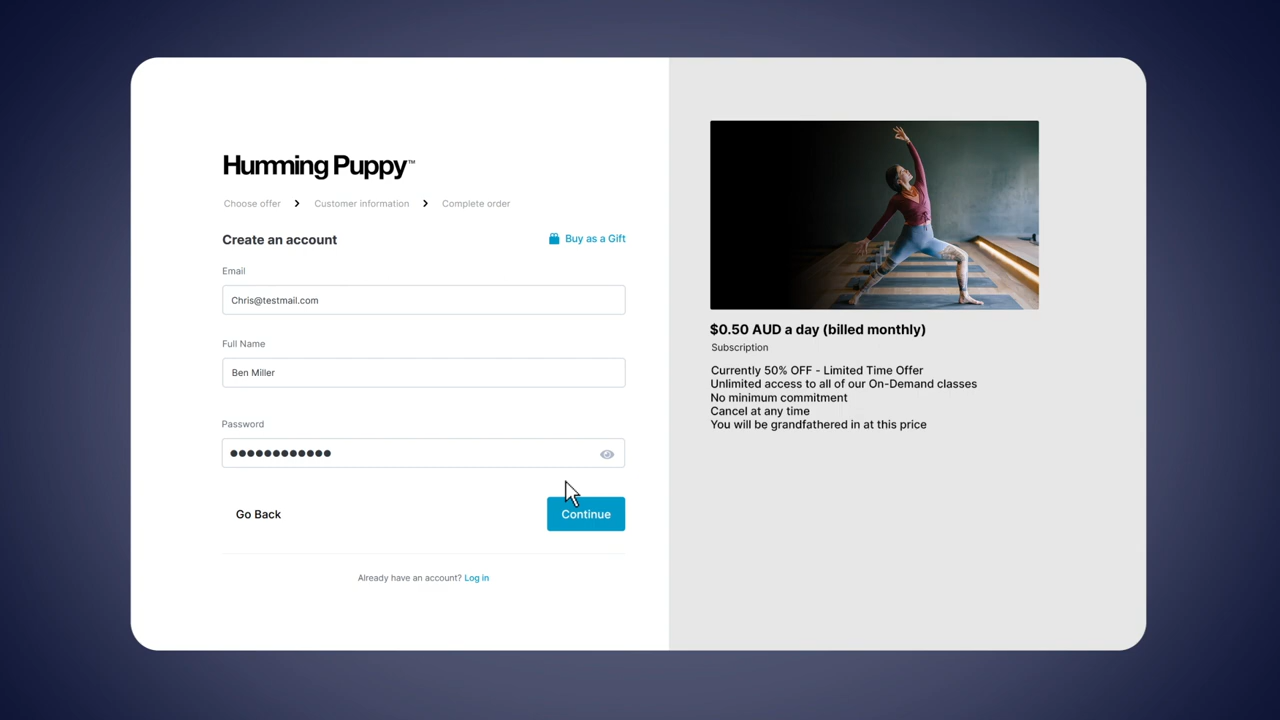 Humming Puppy™
Choose offer > Customer information > Complete order
Create an account
Buy as a Gift
Email
Chris@testmail.com
Full Name
Ben Miller
Password
Go Back
Continue
Already have an account? Log in
$0.50 AUD a day (billed monthly)
Subscription
Currently 50% OFF - Limited Time Offer
Unlimited access to all of our On-Demand classes
No minimum commitment
Cancel at any time
You will be grandfathered in at this price